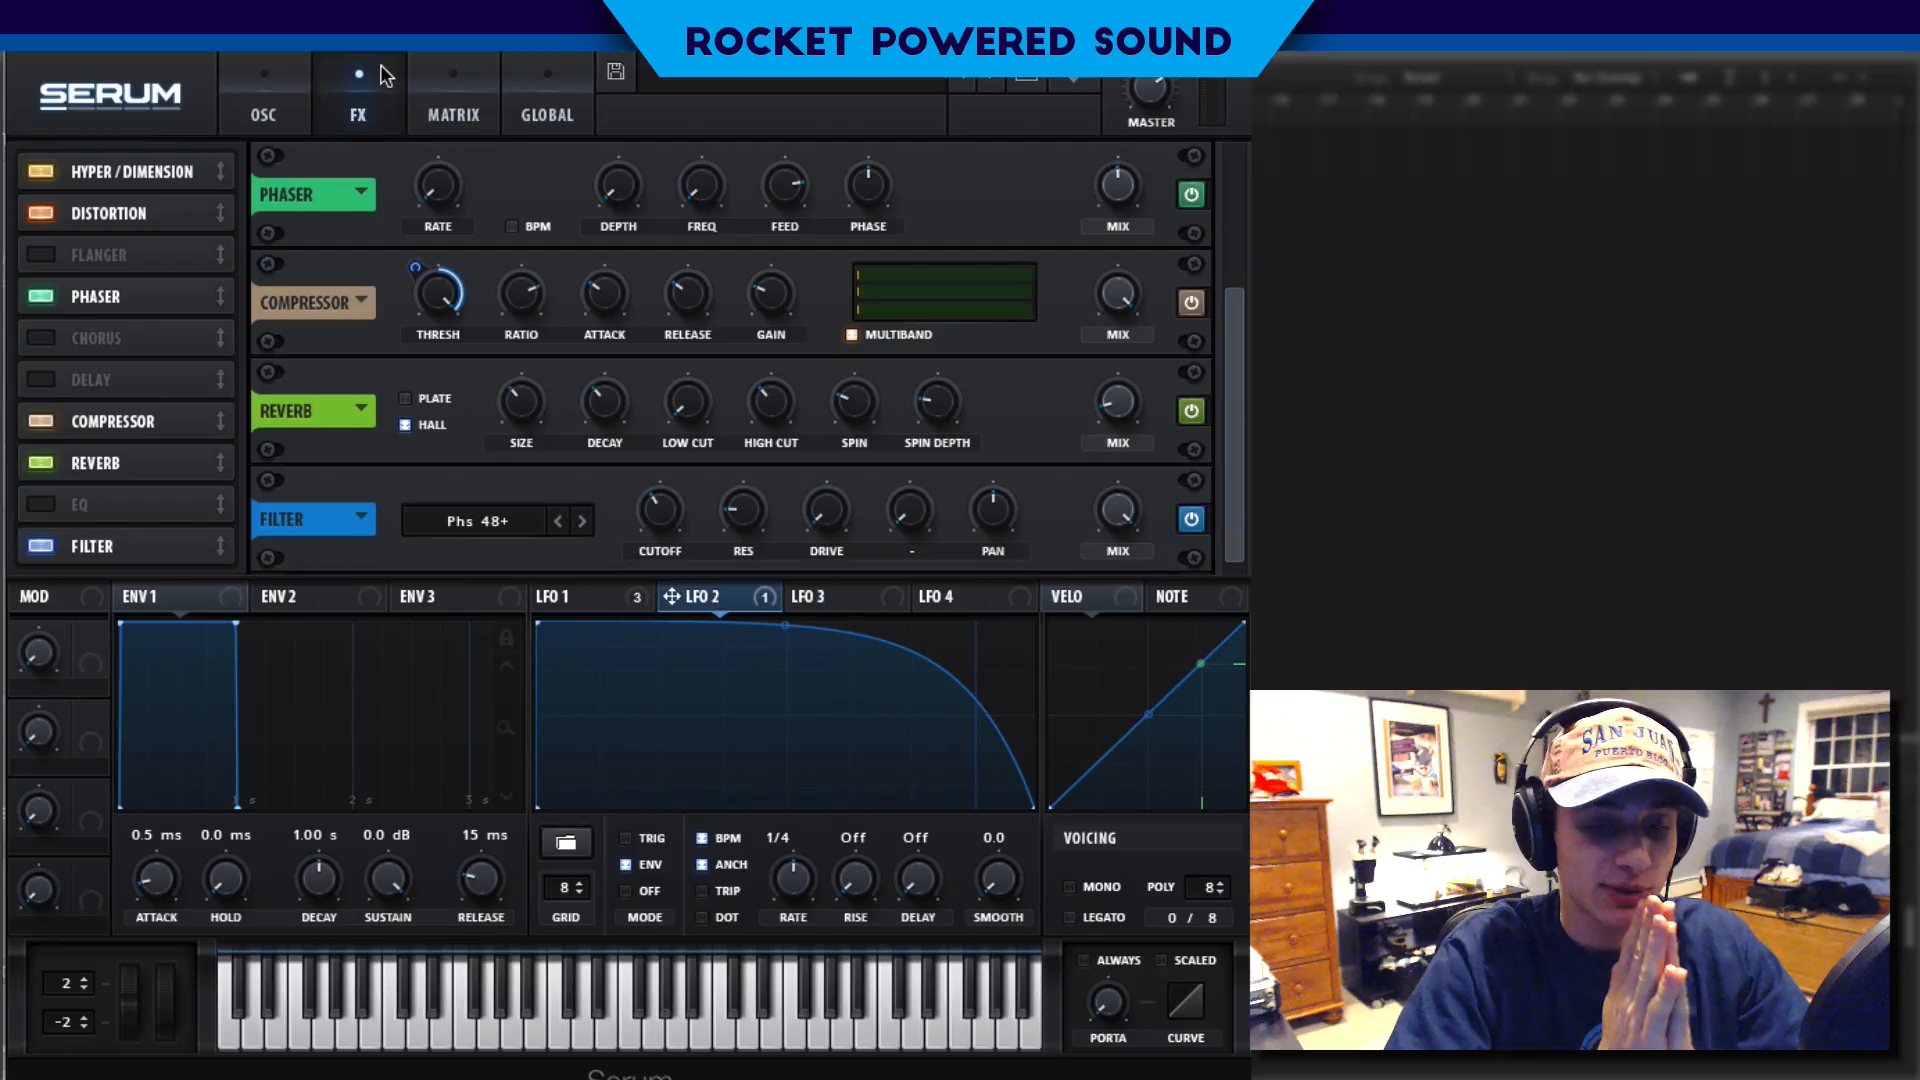 ROCKET POWERED SOUND
SERUM
OSC
FX
MATRIX
GLOBAL
MASTER
HYPER / DIMENSION
DISTORTION
FLANGER
PHASER
CHORUS
DELAY
COMPRESSOR
REVERB
EQ
FILTER
PHASER
RATE
BPM
DEPTH
FREQ
FEED
PHASE
MIX
COMPRESSOR
THRESH
RATIO
ATTACK
RELEASE
GAIN
MULTIBAND
MIX
REVERB
PLATE
HALL
SIZE
DECAY
LOW CUT
HIGH CUT
SPIN
SPIN DEPTH
MIX
FILTER
Phs 48+
CUTOFF
RES
DRIVE
-
PAN
MIX
MOD
ENV 1
ENV 2
ENV 3
LFO 1 3
LFO 2 1
LFO 3
LFO 4
VELO
NOTE
1 s
2 s
3 s
0.5 ms
0.0 ms
1.00 s
0.0 dB
15 ms
ATTACK
HOLD
DECAY
SUSTAIN
RELEASE
8
GRID
TRIG
ENV
OFF
MODE
BPM
ANCH
TRIP
DOT
1/4
Off
Off
0.0
RATE
RISE
DELAY
SMOOTH
VOICING
MONO
POLY 8
LEGATO
0 / 8
2
-2
ALWAYS
SCALED
PORTA
CURVE
Serum
SAN JUAN
PUERTO RICO